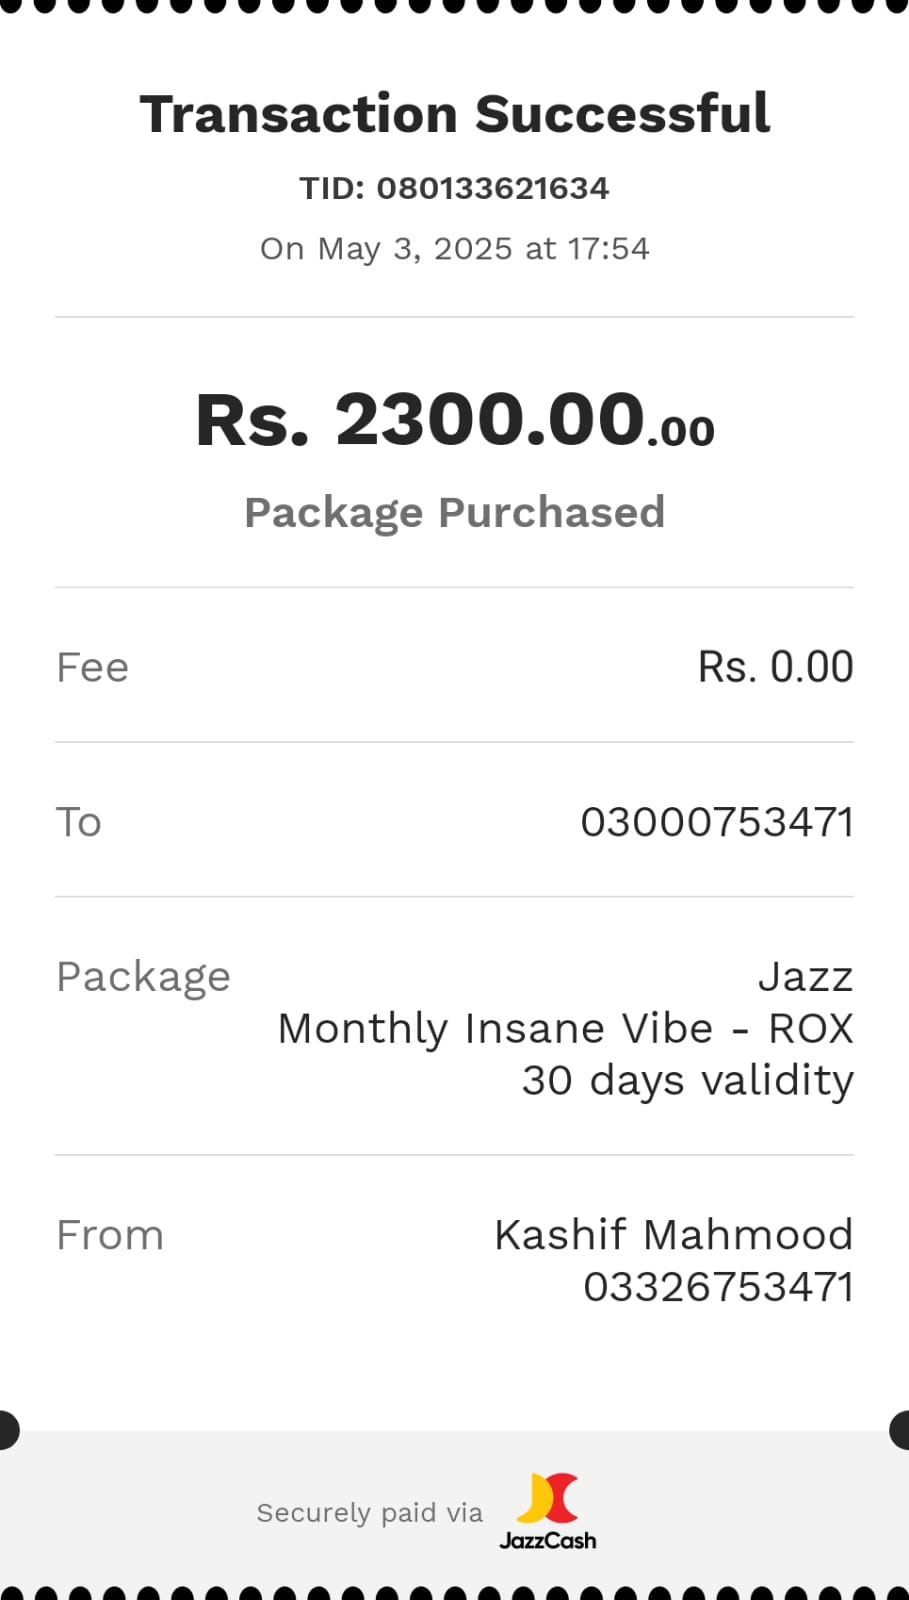 Transaction Successful
TID: 080133621634
On May 3, 2025 at 17:54
Rs. 2300.00.00
Package Purchased
Fee Rs. 0.00
To 03000753471
Package Jazz
Monthly Insane Vibe - ROX
30 days validity
From Kashif Mahmood
03326753471
Securely paid via
JazzCash